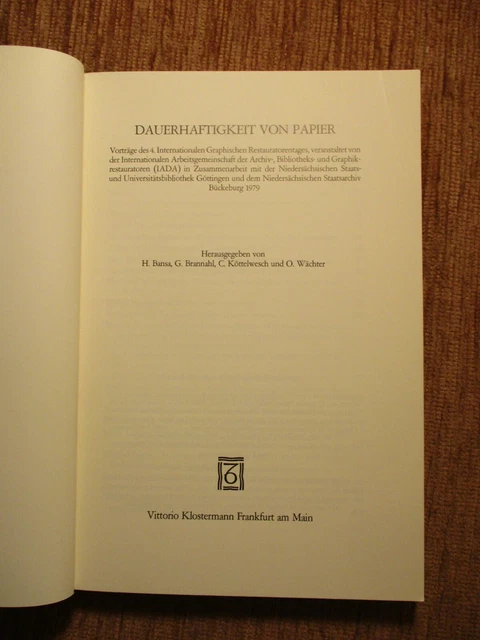 DAUERHAFTIGKEIT VON PAPIER
Vorträge des 4. Internationalen Graphischen Restauratorentages, veranstaltet von
der Internationalen Arbeitsgemeinschaft der Archiv-, Bibliotheks- und Graphik-
restauratoren (IADA) in Zusammenarbeit mit der Niedersächsischen Staats-
und Universitätsbibliothek Göttingen und dem Niedersächsischen Staatsarchiv
Bückeburg 1979
Herausgegeben von
H. Bansa, G. Brannahl, C. Köttelwesch und O. Wächter
Vittorio Klostermann Frankfurt am Main